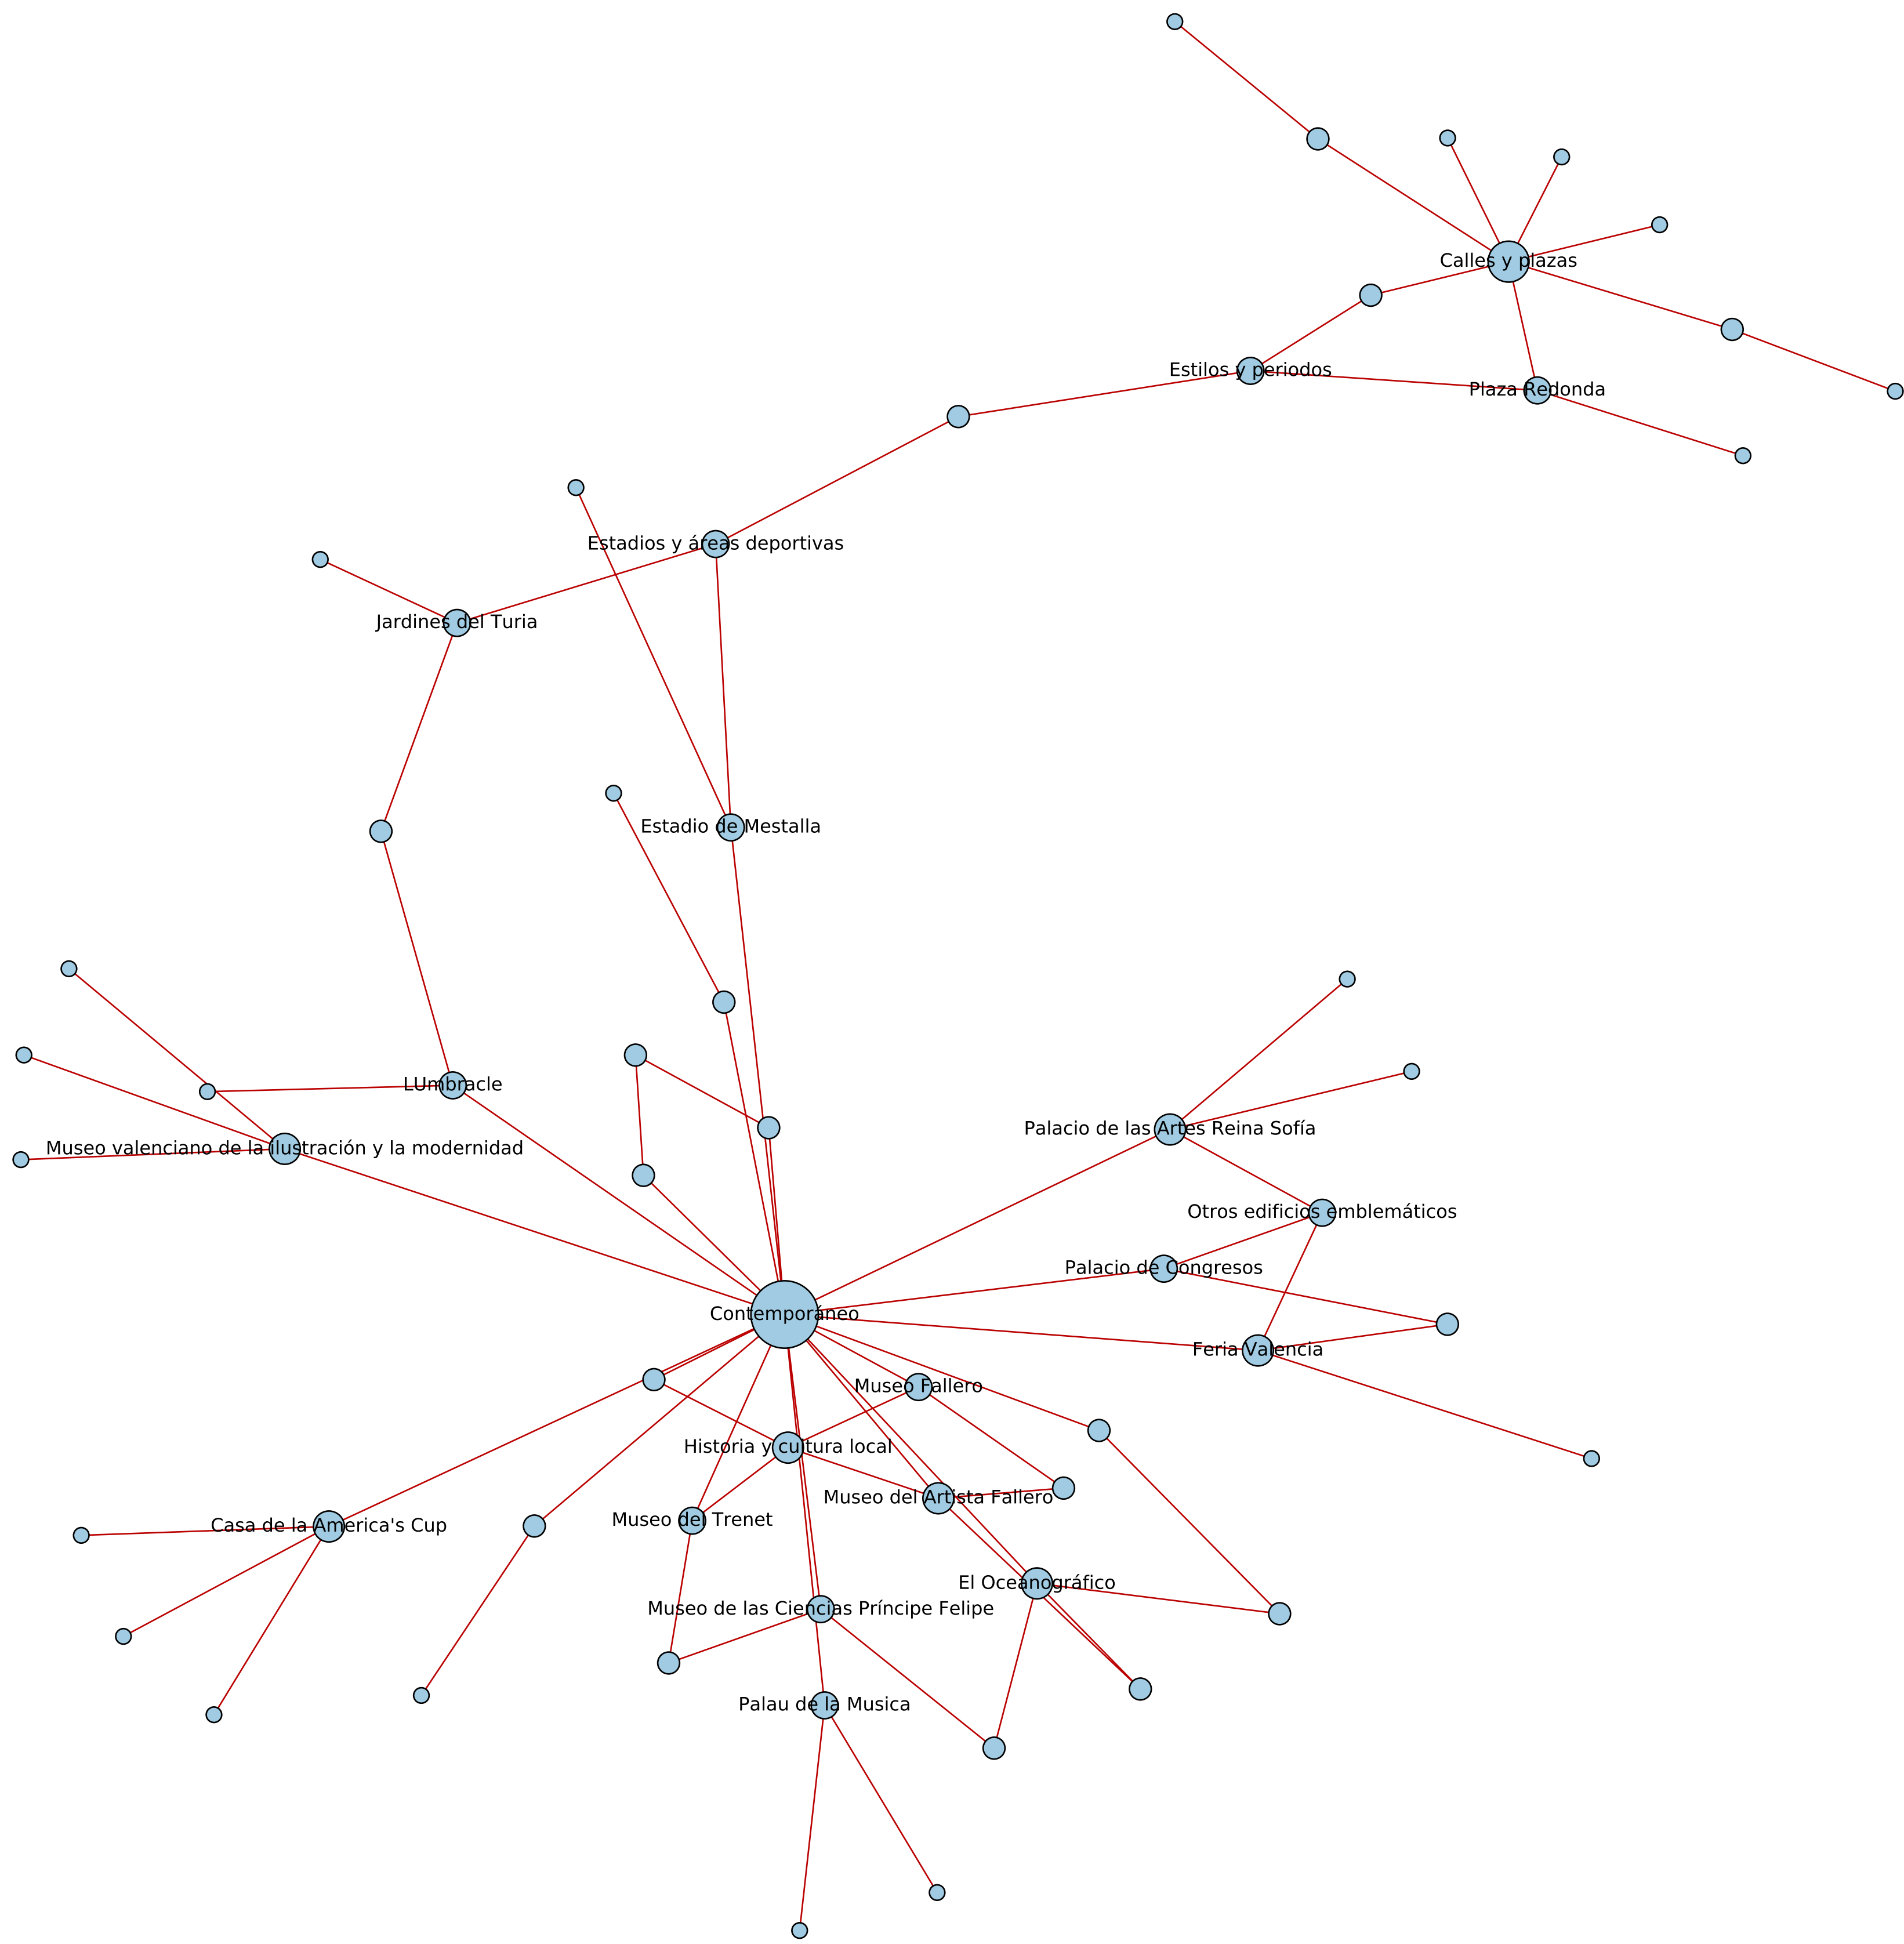 Calles y plazas
Estilos y periodos
Plaza Redonda
Estadios y áreas deportivas
Jardines del Turia
Estadio de Mestalla
LUmbracle
Palacio de las Artes Reina Sofía
Museo valenciano de la ilustración y la modernidad
Otros edificios emblemáticos
Palacio de Congresos
Contemporáneo
Feria Valencia
Museo Fallero
Historia y cultura local
Museo del Artista Fallero
Museo del Trenet
Casa de la America's Cup
El Oceanográfico
Museo de las Ciencias Príncipe Felipe
Palau de la Musica